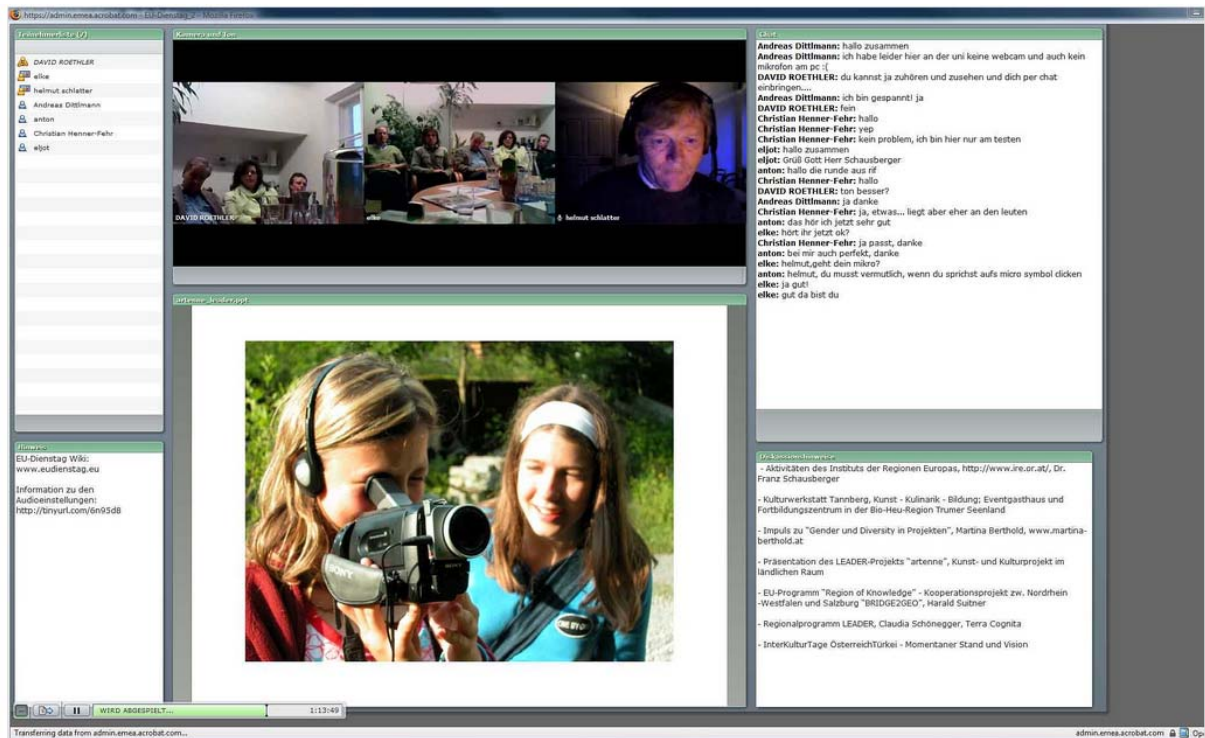 https://admin.emea.acrobat.com - EU-Dienstag_2 - Mozilla Firefox
Teilnehmerliste (7)
DAVID ROETHLER
elke
helmut schlatter
Andreas Dittlmann
anton
Christian Henner-Fehr
eljot
Kamera und Ton
DAVID ROETHLER
elke
helmut schlatter
artenne_leader.ppt
SONY
SONY
Chat
Andreas Dittlmann: hallo zusammen
Andreas Dittlmann: ich habe leider hier an der uni keine webcam und auch kein
mikrofon am pc :(
DAVID ROETHLER: du kannst ja zuhören und zusehen und dich per chat
einbringen....
Andreas Dittlmann: ich bin gespannt! ja
DAVID ROETHLER: fein
Christian Henner-Fehr: hallo
Christian Henner-Fehr: yep
Christian Henner-Fehr: kein problem, ich bin hier nur am testen
eljot: hallo zusammen
eljot: Grüß Gott Herr Schausberger
anton: hallo die runde aus rif
Christian Henner-Fehr: hallo
DAVID ROETHLER: ton besser?
Andreas Dittlmann: ja danke
Christian Henner-Fehr: ja, etwas... liegt aber eher an den leuten
anton: das hör ich jetzt sehr gut
elke: hört ihr jetzt ok?
Christian Henner-Fehr: ja passt, danke
anton: bei mir auch perfekt, danke
elke: helmut,geht dein mikro?
anton: helmut, du musst vermutlich, wenn du sprichst aufs micro symbol clicken
elke: ja gut!
elke: gut da bist du
Hinweis
EU-Dienstag Wiki:
www.eudienstag.eu
Information zu den
Audioeinstellungen:
http://tinyurl.com/6n95d8
Diskussionshinweise
- Aktivitäten des Instituts der Regionen Europas, http://www.ire.or.at/, Dr.
Franz Schausberger
- Kulturwerkstatt Tannberg, Kunst - Kulinarik - Bildung; Eventgasthaus und
Fortbildungszentrum in der Bio-Heu-Region Trumer Seenland
- Impuls zu "Gender und Diversity in Projekten", Martina Berthold, www.martina-
berthold.at
- Präsentation des LEADER-Projekts "artenne", Kunst- und Kulturprojekt im
ländlichen Raum
- EU-Programm "Region of Knowledge" - Kooperationsprojekt zw. Nordrhein
-Westfalen und Salzburg "BRIDGE2GEO", Harald Suitner
- Regionalprogramm LEADER, Claudia Schönegger, Terra Cognita
- InterKulturTage ÖsterreichTürkei - Momentaner Stand und Vision
WIRD ABGESPIELT...
1:13:49
Transferring data from admin.emea.acrobat.com...
admin.emea.acrobat.com